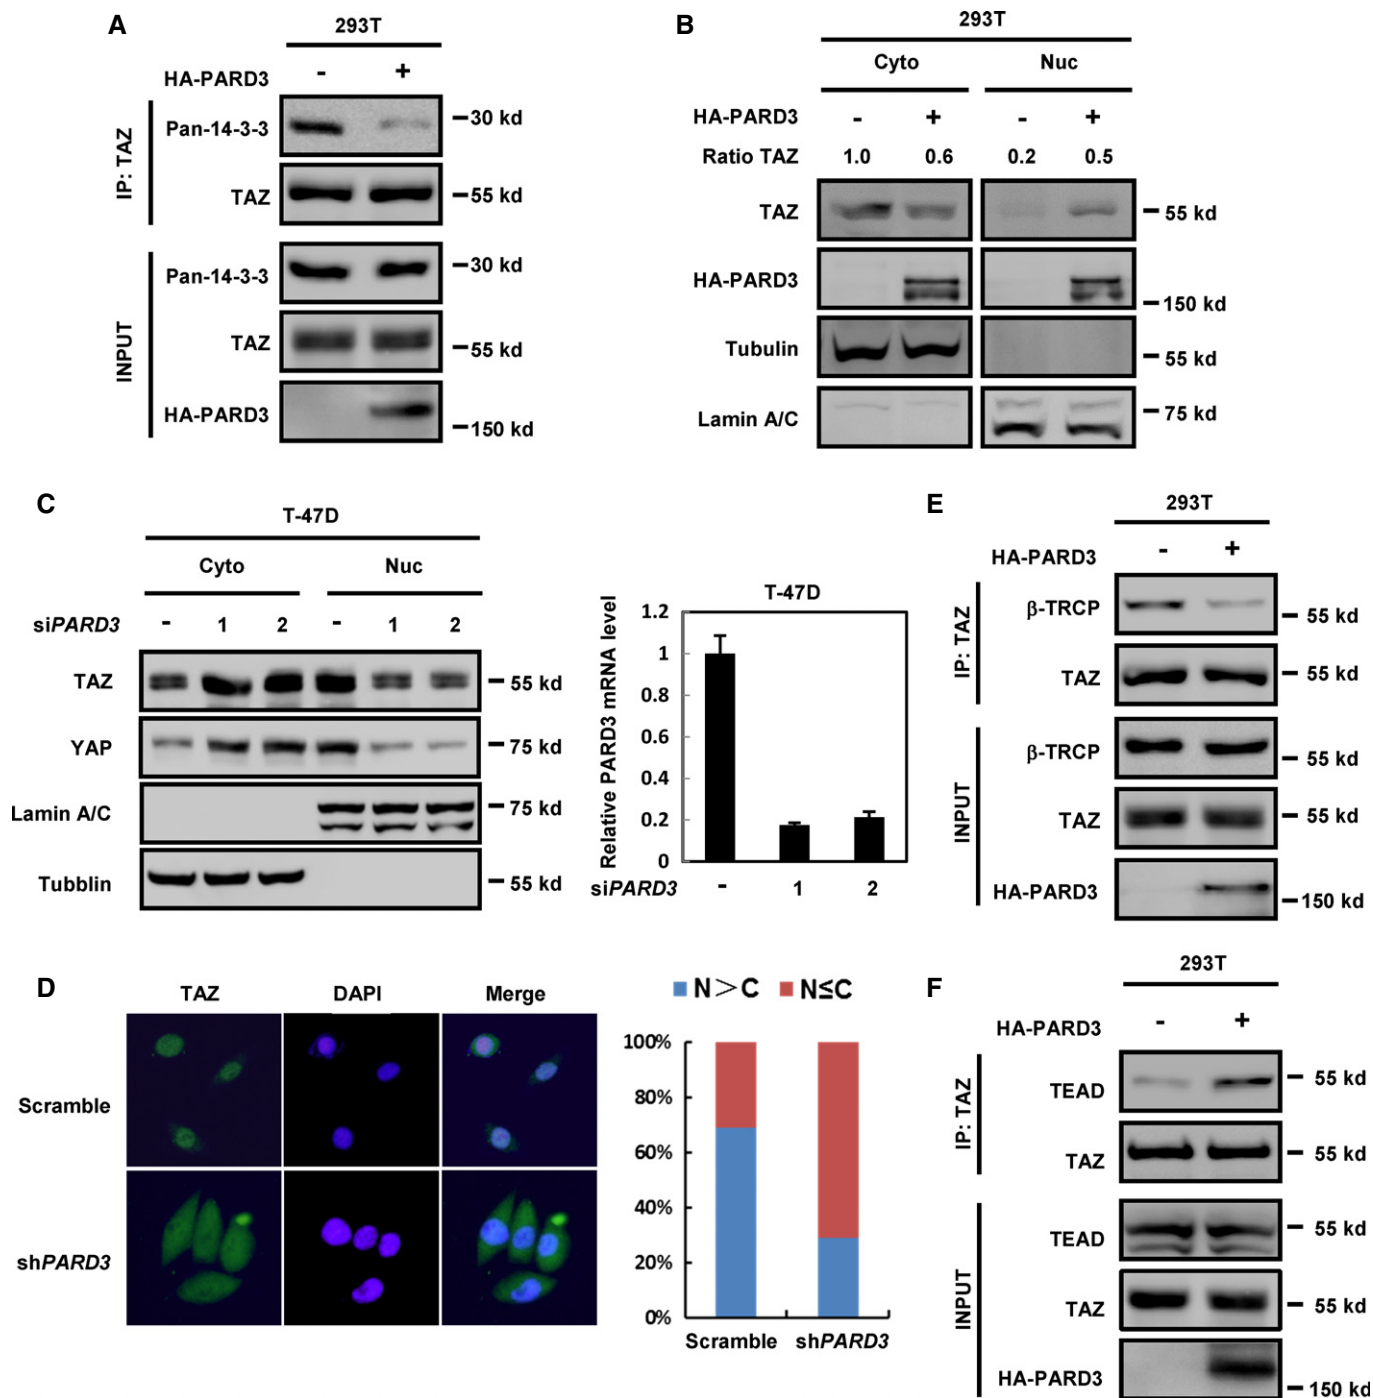 A
293T
HA-PARD3 - +
IP: TAZ
Pan-14-3-3 30 kd
TAZ 55 kd
INPUT
Pan-14-3-3 30 kd
TAZ 55 kd
HA-PARD3 150 kd
B
293T
Cyto Nuc
HA-PARD3 - + - +
Ratio TAZ 1.0 0.6 0.2 0.5
TAZ 55 kd
HA-PARD3 150 kd
Tubulin 55 kd
Lamin A/C 75 kd
C
T-47D
Cyto Nuc
siPARD3 - 1 2 - 1 2
TAZ 55 kd
YAP 75 kd
Lamin A/C 75 kd
Tubblin 55 kd
T-47D
Relative PARD3 mRNA level
1.2
1
0.8
0.6
0.4
0.2
0
siPARD3 - 1 2
E
293T
HA-PARD3 - +
IP: TAZ
β-TRCP 55 kd
TAZ 55 kd
INPUT
β-TRCP 55 kd
TAZ 55 kd
HA-PARD3 150 kd
D
TAZ DAPI Merge
Scramble
shPARD3
N＞C N≤C
100%
80%
60%
40%
20%
0%
Scramble shPARD3
F
293T
HA-PARD3 - +
IP: TAZ
TEAD 55 kd
TAZ 55 kd
INPUT
TEAD 55 kd
TAZ 55 kd
HA-PARD3 150 kd